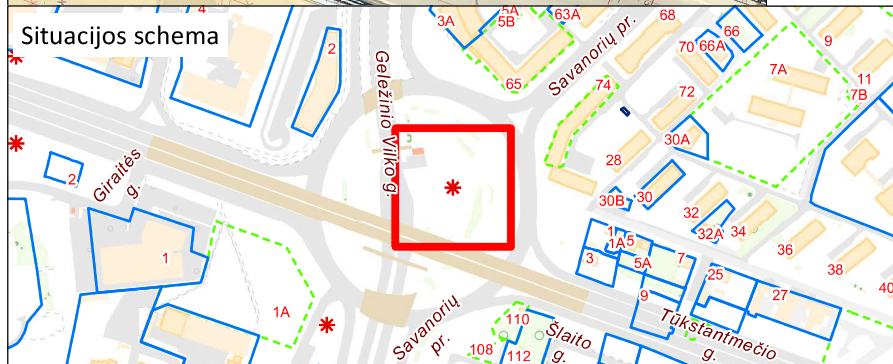 Situacijos schema
4
2
3A
5A
5B
63A
65
Savanorių pr.
68
70
66A
66
9
7A
11
7B
72
74
30A
28
Geležinio Vilko g.
Giraitės
g.
2
1
1A
30B
30
32
32A
34
36
38
40
1
1A
5
5A
3
7
9
25
27
Tūkstantmečio
g.
Savanorių
pr.
110
108
112
Šlaito
g.